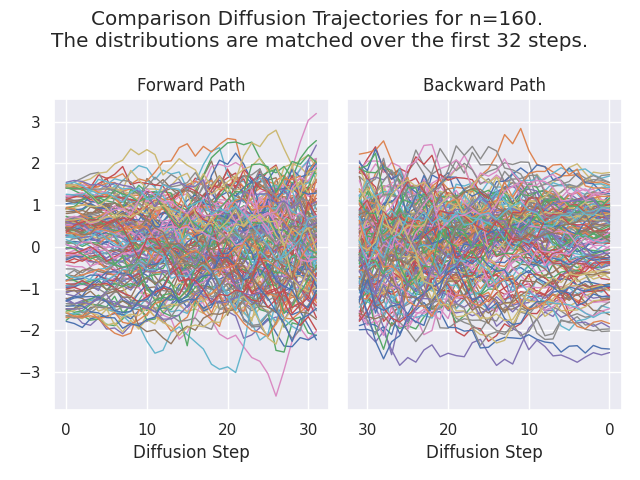 Comparison Diffusion Trajectories for n=160.
The distributions are matched over the first 32 steps.
Forward Path
Backward Path
3
2
1
0
−1
−2
−3
0 10 20 30
30 20 10 0
Diffusion Step
Diffusion Step